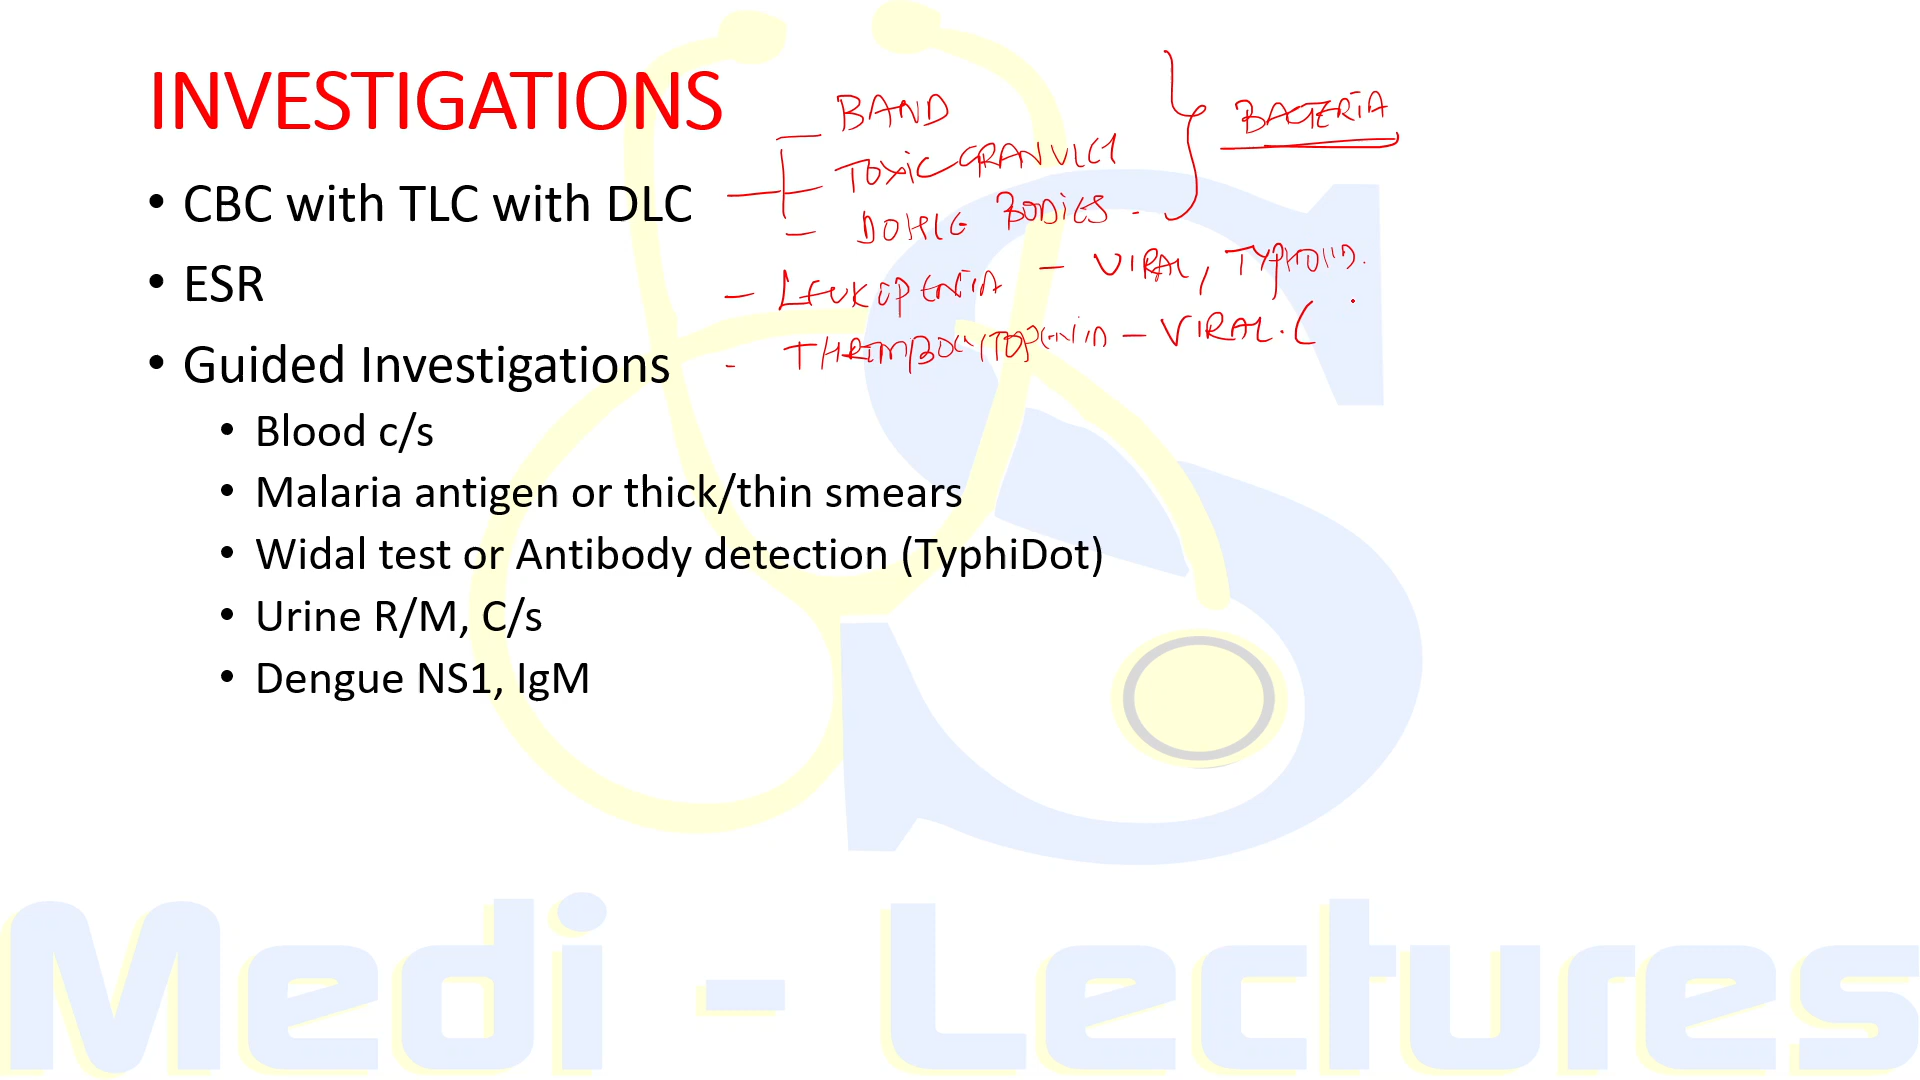 INVESTIGATIONS
BAND
TOXIC GRANULES
DOHLE BODIES
BACTERIA
• CBC with TLC with DLC
- LEUKOPENIA - VIRAL, TYPHOID.
• ESR
- THROMBOCYTOPENIA - VIRAL. (
• Guided Investigations
• Blood c/s
• Malaria antigen or thick/thin smears
• Widal test or Antibody detection (TyphiDot)
• Urine R/M, C/s
• Dengue NS1, IgM
Medi - Lectures